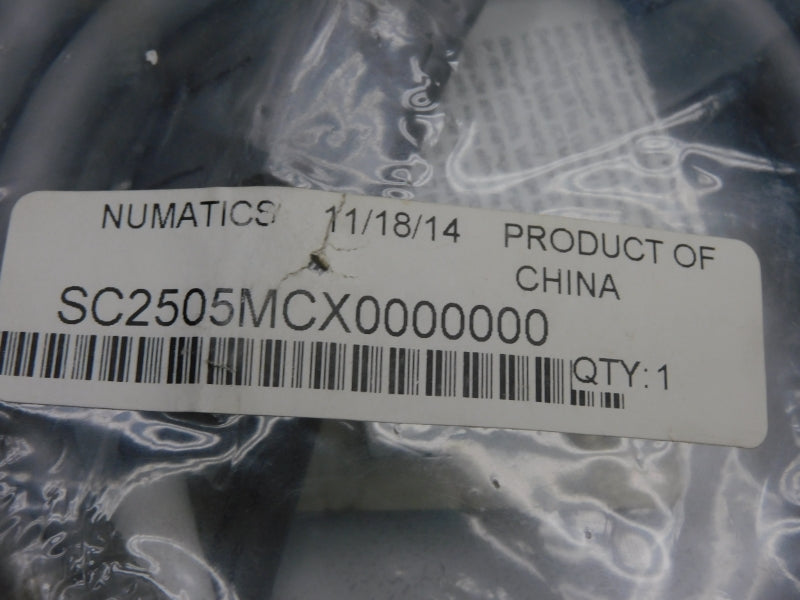 NUMATICS 11/18/14 PRODUCT OF
CHINA
SC2505MCX0000000
QTY: 1